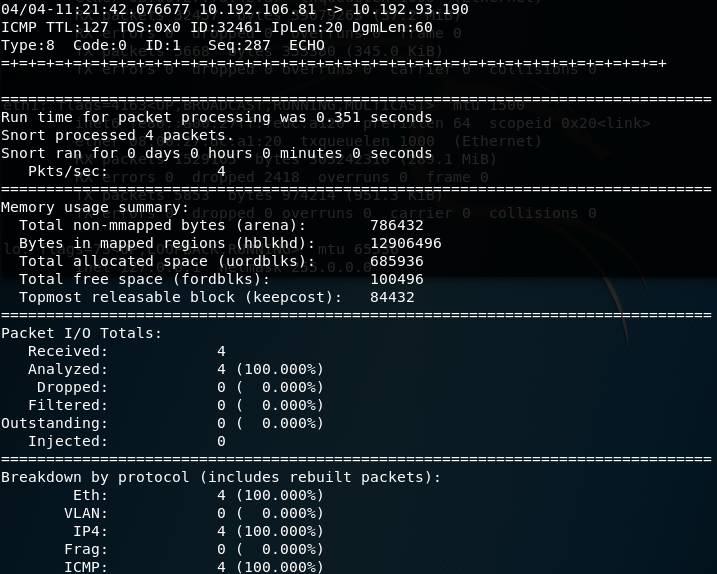 04/04-11:21:42.076677 10.192.106.81 -> 10.192.93.190
ICMP TTL:127 TOS:0x0 ID:32461 IpLen:20 DgmLen:60
Type:8  Code:0  ID:1   Seq:287  ECHO
=+=+=+=+=+=+=+=+=+=+=+=+=+=+=+=+=+=+=+=+=+=+=+=+=+=+=+=+=+=+=+=+=+=+=+=+=+
===============================================================================
Run time for packet processing was 0.351 seconds
Snort processed 4 packets.
Snort ran for 0 days 0 hours 0 minutes 0 seconds
   Pkts/sec:            4
===============================================================================
Memory usage summary:
  Total non-mmapped bytes (arena):       786432
  Bytes in mapped regions (hblkhd):      12906496
  Total allocated space (uordblks):      685936
  Total free space (fordblks):           100496
  Topmost releasable block (keepcost):   84432
===============================================================================
Packet I/O Totals:
   Received:            4
   Analyzed:            4 (100.000%)
    Dropped:            0 (  0.000%)
   Filtered:            0 (  0.000%)
Outstanding:            0 (  0.000%)
   Injected:            0
===============================================================================
Breakdown by protocol (includes rebuilt packets):
        Eth:            4 (100.000%)
       VLAN:            0 (  0.000%)
        IP4:            4 (100.000%)
       Frag:            0 (  0.000%)
       ICMP:            4 (100.000%)